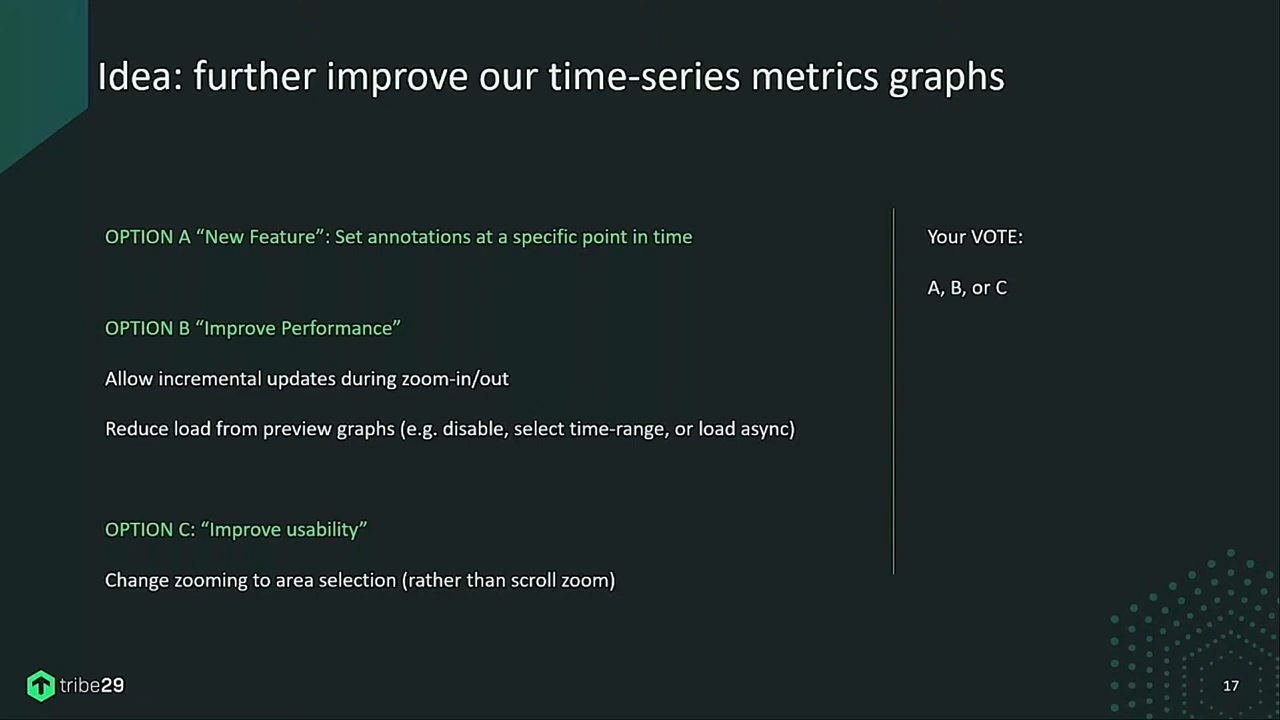 Idea: further improve our time-series metrics graphs
OPTION A “New Feature”: Set annotations at a specific point in time
OPTION B “Improve Performance”
Allow incremental updates during zoom-in/out
Reduce load from preview graphs (e.g. disable, select time-range, or load async)
OPTION C: “Improve usability”
Change zooming to area selection (rather than scroll zoom)
Your VOTE:
A, B, or C
tribe29
17